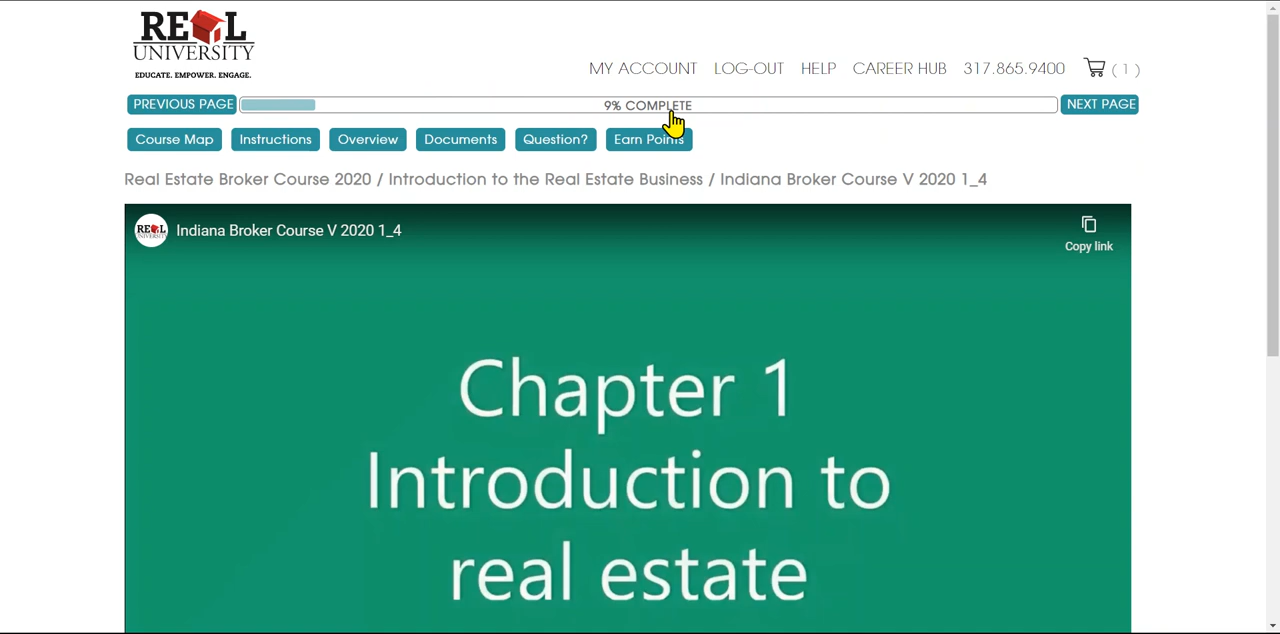 REAL
UNIVERSITY
EDUCATE. EMPOWER. ENGAGE.
MY ACCOUNT LOG-OUT HELP CAREER HUB 317.865.9400 ( 1 )
PREVIOUS PAGE 9% COMPLETE NEXT PAGE
Course Map Instructions Overview Documents Question? Earn Points
Real Estate Broker Course 2020 / Introduction to the Real Estate Business / Indiana Broker Course V 2020 1_4
REAL UNIVERSITY Indiana Broker Course V 2020 1_4
Copy link
Chapter 1
Introduction to
real estate